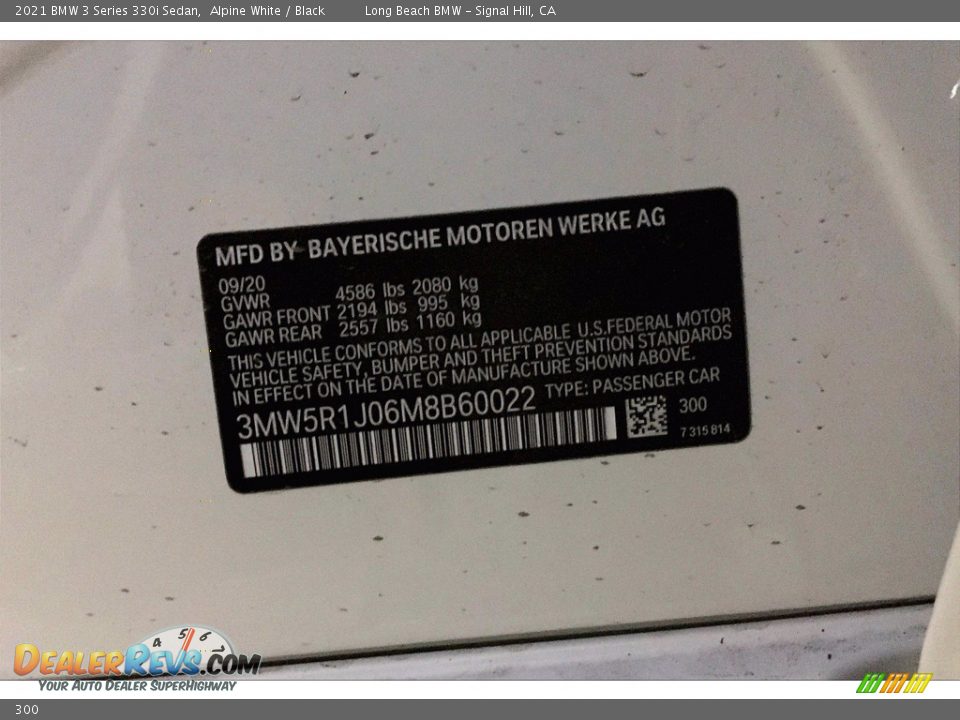 2021 BMW 3 Series 330i Sedan, Alpine White / Black Long Beach BMW – Signal Hill, CA
MFD BY BAYERISCHE MOTOREN WERKE AG
09/20
GVWR 4586 lbs 2080 kg
GAWR FRONT 2194 lbs 995 kg
GAWR REAR 2557 lbs 1160 kg
THIS VEHICLE CONFORMS TO ALL APPLICABLE U.S.FEDERAL MOTOR
VEHICLE SAFETY, BUMPER AND THEFT PREVENTION STANDARDS
IN EFFECT ON THE DATE OF MANUFACTURE SHOWN ABOVE.
3MW5R1J06M8B60022 TYPE: PASSENGER CAR
300
7 315 814
4 5 6
DEALERREVS.COM
YOUR AUTO DEALER SUPERHIGHWAY
300